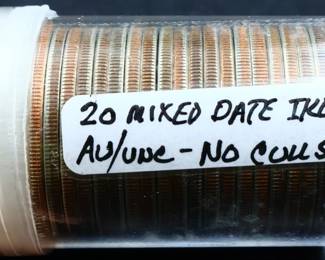 20 MIXED DATE IKE
AU/UNC - NO CULLS